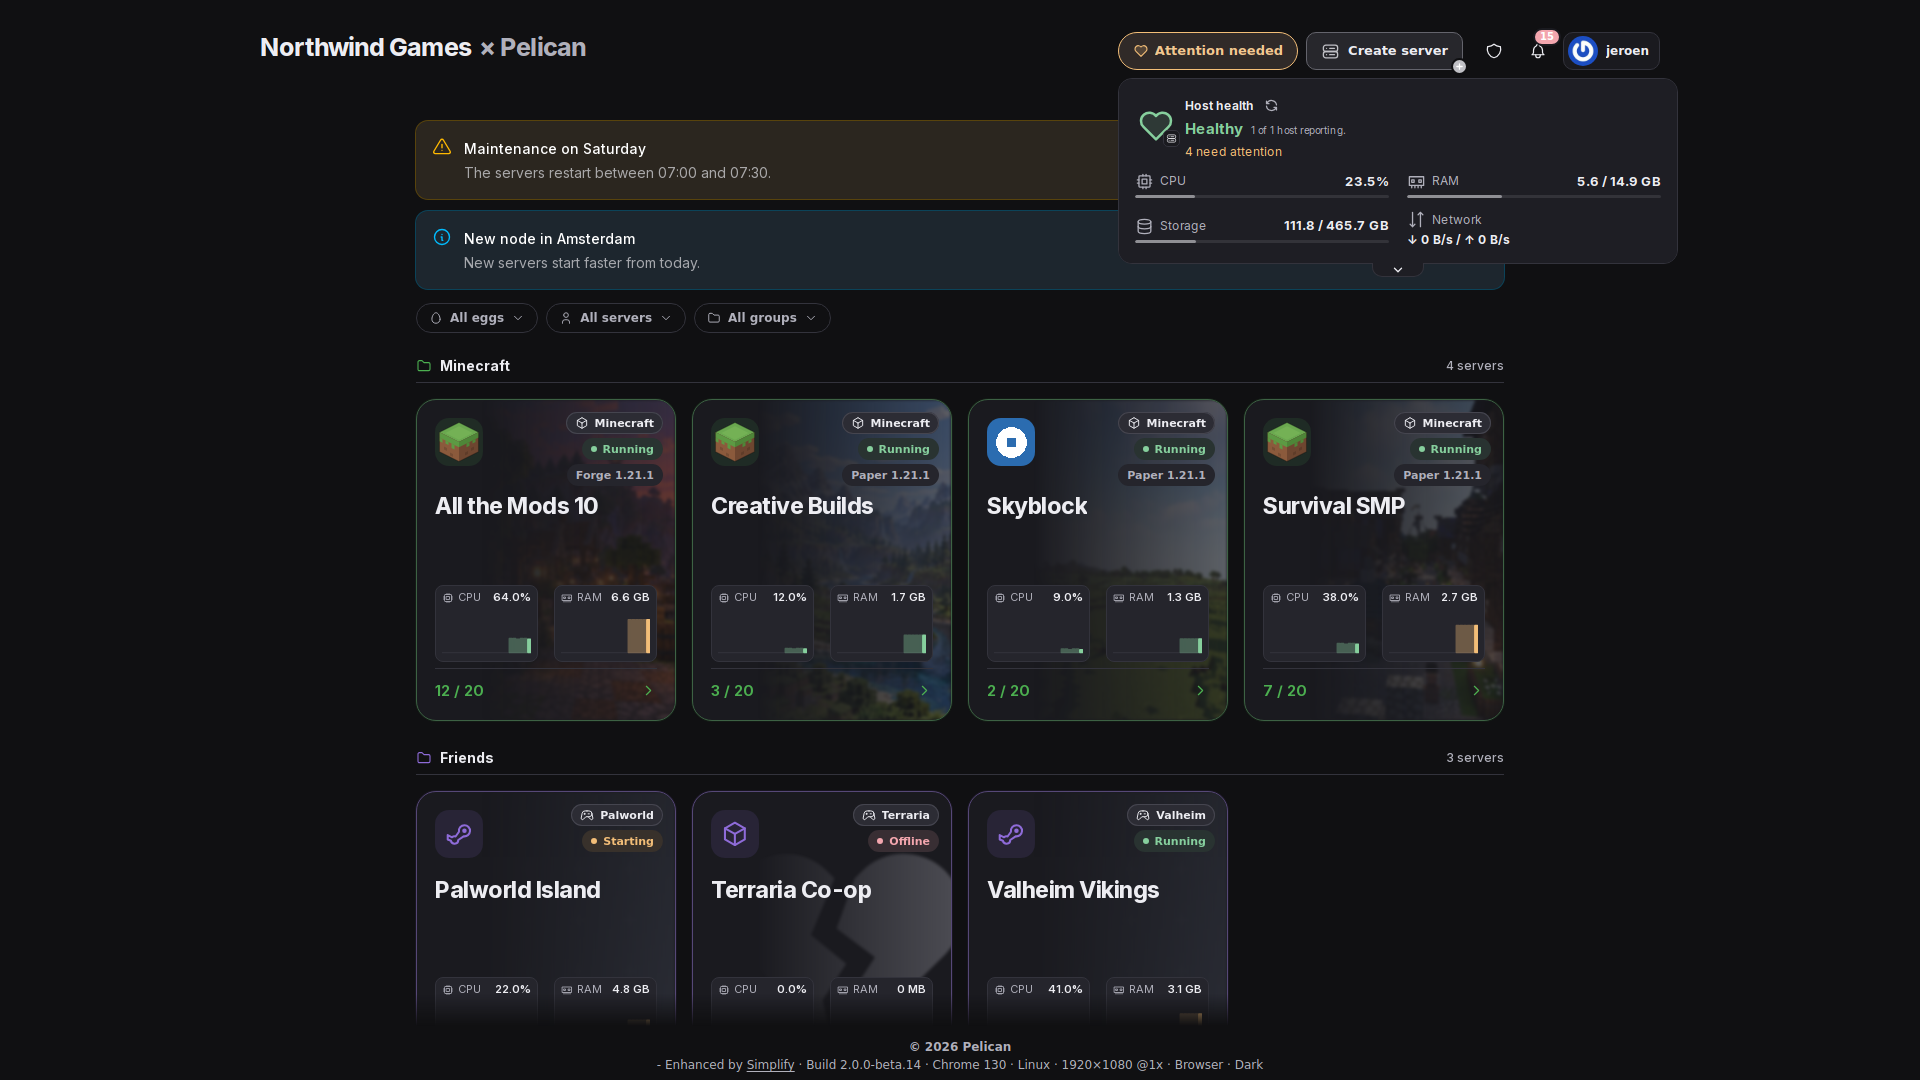 Northwind Games × Pelican
Attention needed
Create server
15
jeroen
Host health
Healthy 1 of 1 host reporting.
4 need attention
CPU 23.5%
RAM 5.6 / 14.9 GB
Storage 111.8 / 465.7 GB
Network
↓ 0 B/s / ↑ 0 B/s
Maintenance on Saturday
The servers restart between 07:00 and 07:30.
New node in Amsterdam
New servers start faster from today.
All eggs
All servers
All groups
Minecraft
4 servers
Minecraft
Running
Forge 1.21.1
All the Mods 10
CPU 64.0%
RAM 6.6 GB
12 / 20
Minecraft
Running
Paper 1.21.1
Creative Builds
CPU 12.0%
RAM 1.7 GB
3 / 20
Minecraft
Running
Paper 1.21.1
Skyblock
CPU 9.0%
RAM 1.3 GB
2 / 20
Minecraft
Running
Paper 1.21.1
Survival SMP
CPU 38.0%
RAM 2.7 GB
7 / 20
Friends
3 servers
Palworld
Starting
Palworld Island
CPU 22.0%
RAM 4.8 GB
Terraria
Offline
Terraria Co-op
CPU 0.0%
RAM 0 MB
Valheim
Running
Valheim Vikings
CPU 41.0%
RAM 3.1 GB
© 2026 Pelican
- Enhanced by Simplify · Build 2.0.0-beta.14 · Chrome 130 · Linux · 1920×1080 @1x · Browser · Dark